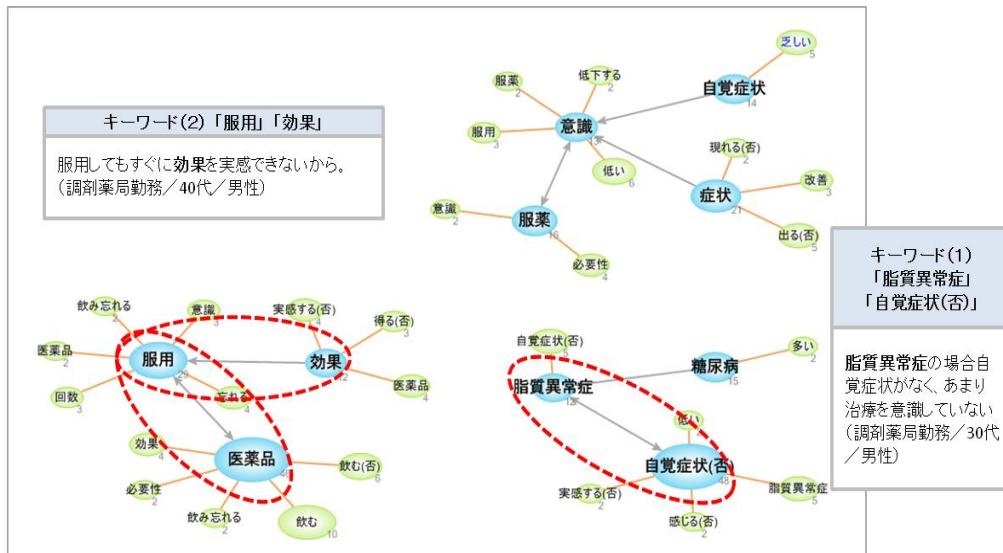 乏しい
5
自覚症状
14
服薬
2
低下する
2
意識
13
服用
3
低い
6
現れる(否)
2
改善
3
症状
21
出る(否)
5
意識
2
服薬
16
必要性
4
キーワード(2) 「服用」「効果」
服用してもすぐに効果を実感できないから。
(調剤薬局勤務／40代／男性)
キーワード(1)
「脂質異常症」
「自覚症状(否)」
脂質異常症の場合自
覚症状がなく、あまり
治療を意識していない
(調剤薬局勤務／30代
／男性)
飲み忘れる
意識
3
実感する(否)
4
得る(否)
3
医薬品
2
服用
効果
回数
3
忘れる
4
医薬品
4
効果
4
医薬品
必要性
2
飲む(否)
6
飲み忘れる
2
飲む
10
自覚症状(否)
5
多い
2
脂質異常症
糖尿病
15
低い
自覚症状(否)
48
実感する(否)
2
感じる(否)
2
脂質異常症
5